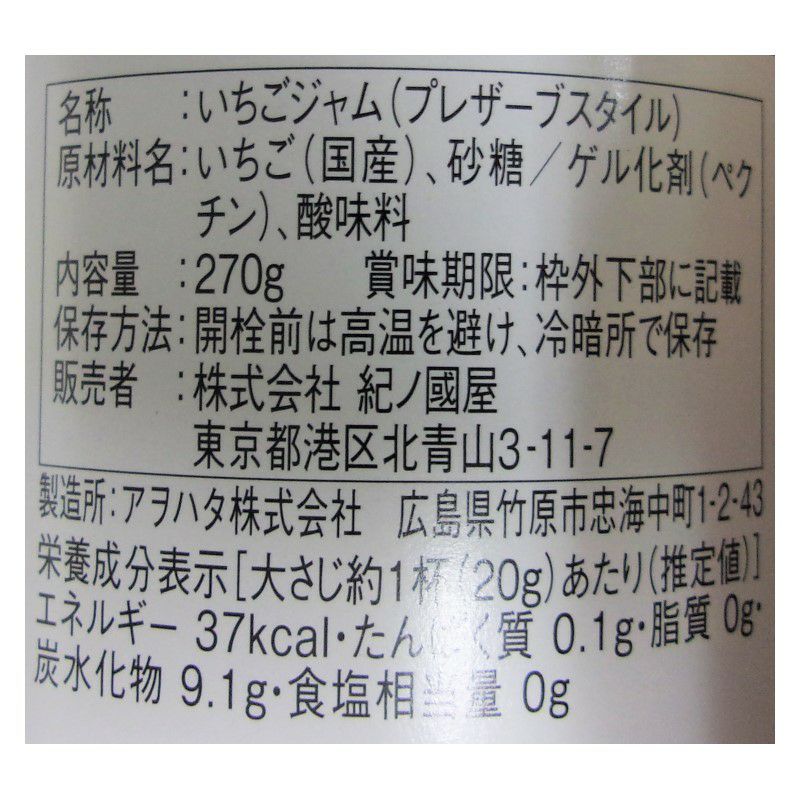 名称　：いちごジャム（プレザーブスタイル）
原材料名：いちご（国産）、砂糖／ゲル化剤（ペク
チン）、酸味料
内容量　：270g　賞味期限：枠外下部に記載
保存方法：開栓前は高温を避け、冷暗所で保存
販売者　：株式会社 紀ノ國屋
東京都港区北青山3-11-7
製造所：アヲハタ株式会社　広島県竹原市忠海中町1-2-43
栄養成分表示［大さじ約1杯（20g）あたり（推定値）］
エネルギー 37kcal・たんぱく質 0.1g・脂質 0g・
炭水化物 9.1g・食塩相当量 0g